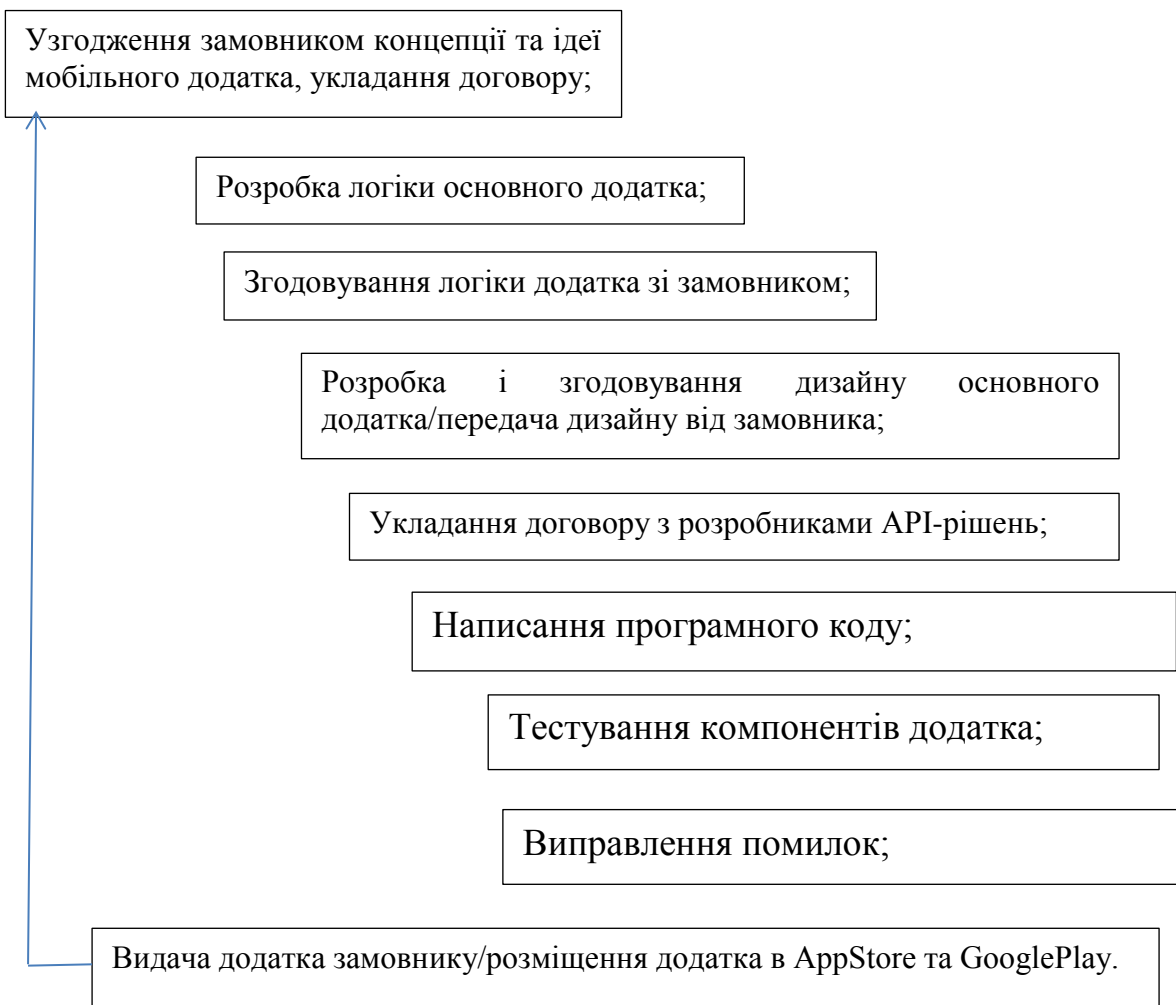 Узгодження замовником концепції та ідеї
мобільного додатка, укладання договору;
Розробка логіки основного додатка;
Згодовування логіки додатка зі замовником;
Розробка і згодовування дизайну основного
додатка/передача дизайну від замовника;
Укладання договору з розробниками API-рішень;
Написання програмного коду;
Тестування компонентів додатка;
Виправлення помилок;
Видача додатка замовнику/розміщення додатка в AppStore та GooglePlay.